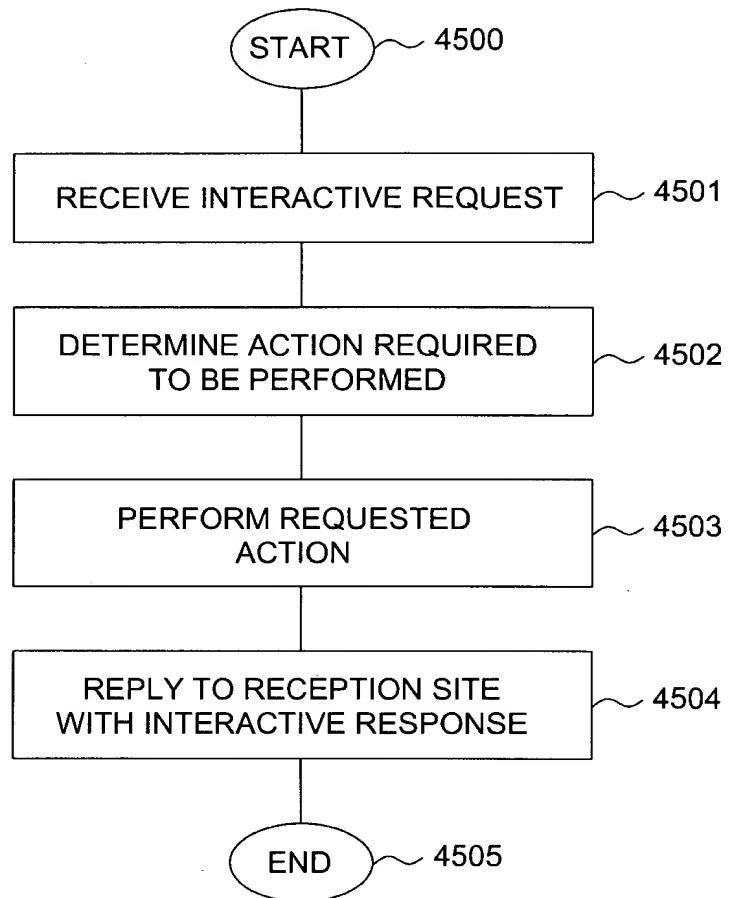 START
4500
RECEIVE INTERACTIVE REQUEST
4501
DETERMINE ACTION REQUIRED
TO BE PERFORMED
4502
PERFORM REQUESTED
ACTION
4503
REPLY TO RECEPTION SITE
WITH INTERACTIVE RESPONSE
4504
END
4505